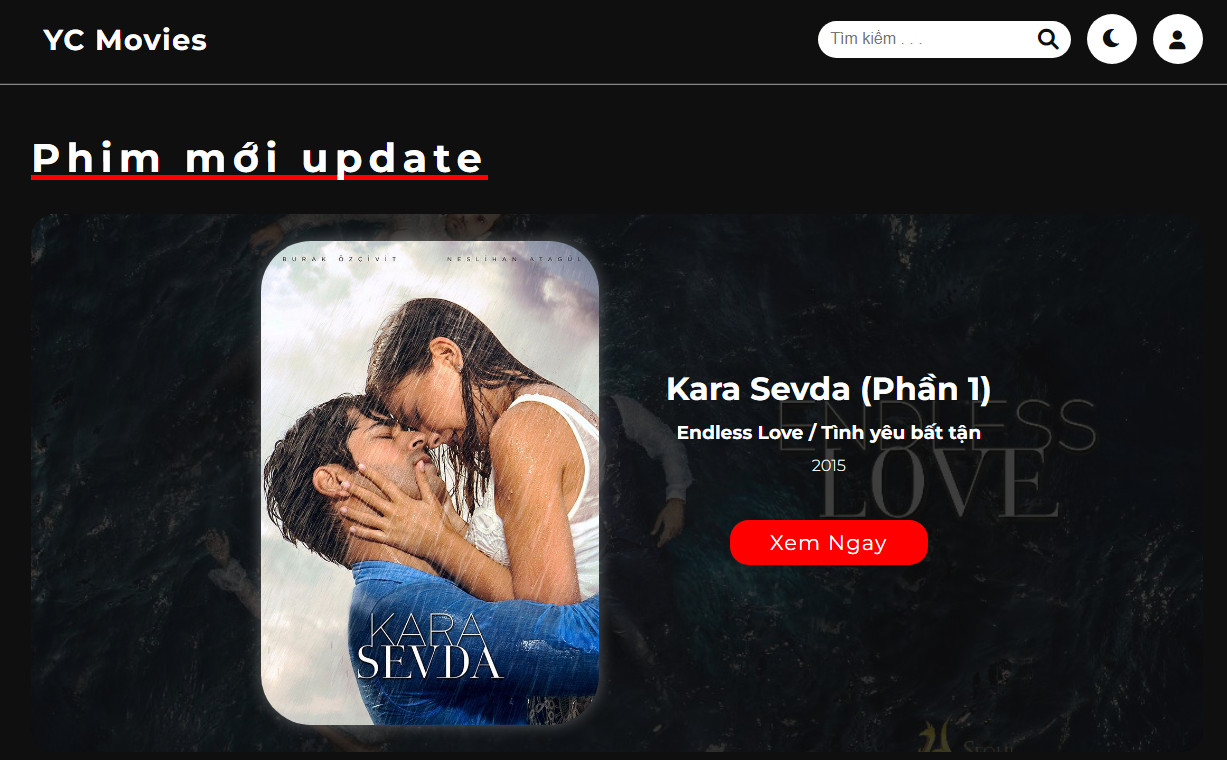 YC Movies
Tìm kiếm . . .
Phim mới update
BURAK ÖZÇİVİT NESLİHAN ATAGÜL
Kara Sevda (Phần 1)
ENDLESS
Endless Love / Tình yêu bất tận
2015
LOVE
Xem Ngay
KARA
SEVDA